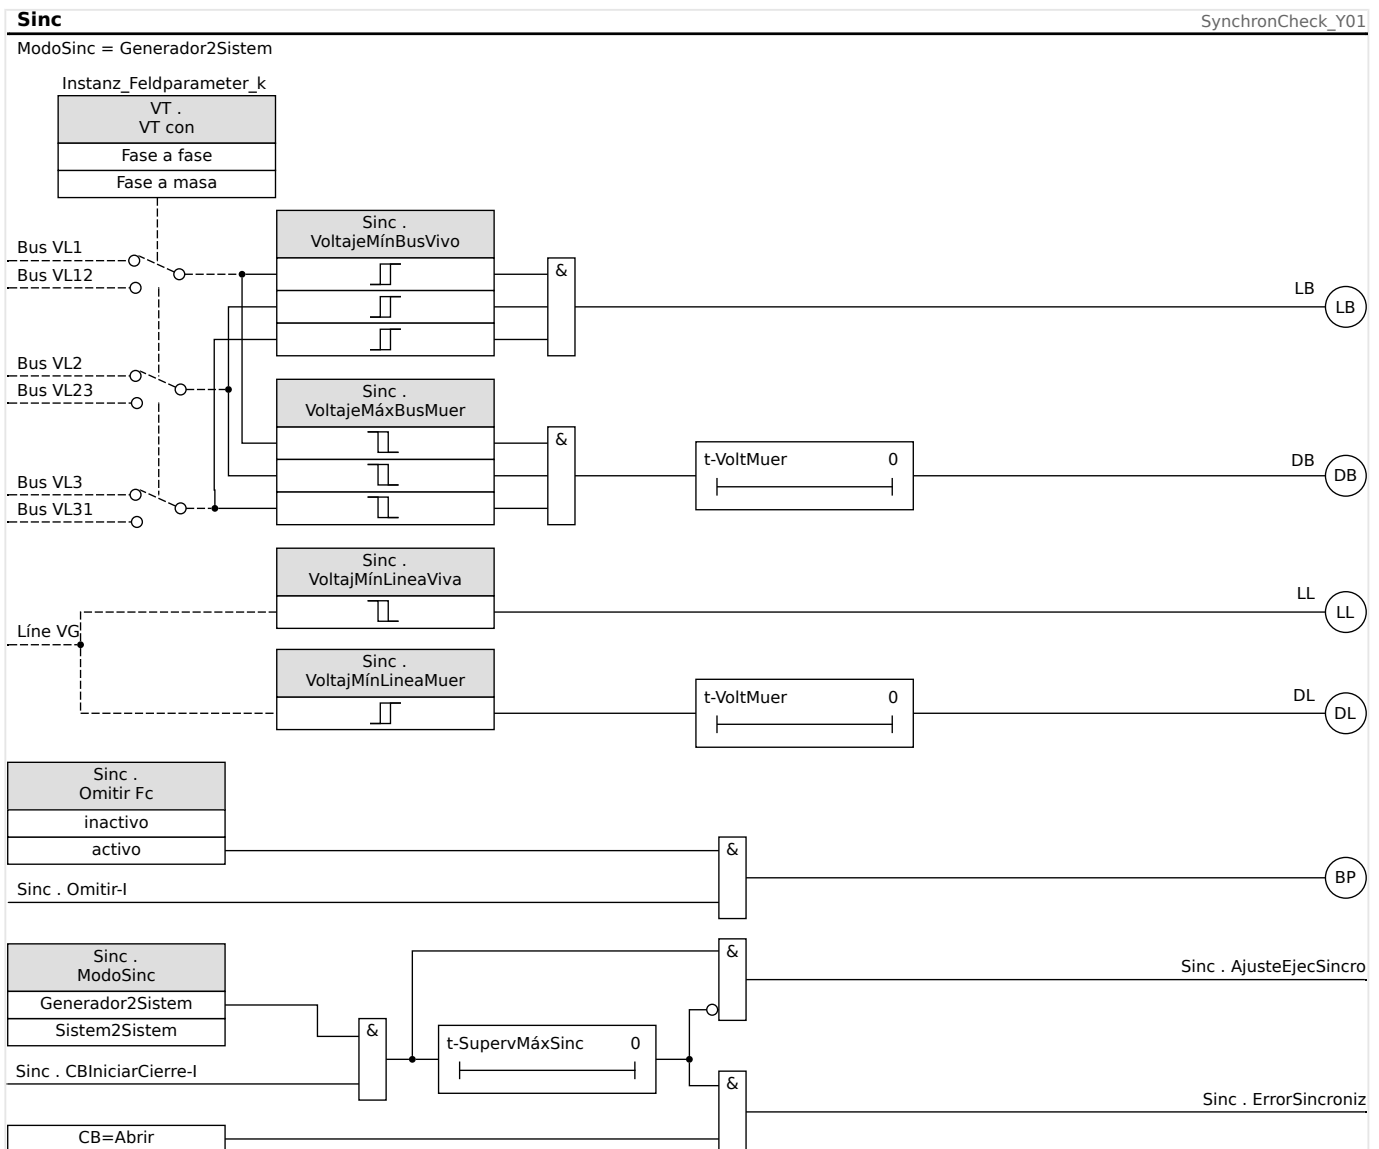 Sinc
SynchronCheck_Y01
ModoSinc = Generador2Sistem
Instanz_Feldparameter_k
VT .
VT con
Fase a fase
Fase a masa
Sinc .
VoltajeMínBusVivo
Bus VL1
Bus VL12
&
LB
LB
Bus VL2
Bus VL23
Sinc .
VoltajeMáxBusMuer
&
t-VoltMuer 0
DB
DB
Bus VL3
Bus VL31
Sinc .
VoltajMínLineaViva
LL
LL
Líne VG
Sinc .
VoltajMínLineaMuer
t-VoltMuer 0
DL
DL
Sinc .
Omitir Fc
inactivo
activo
&
BP
Sinc . Omitir-I
Sinc .
ModoSinc
Generador2Sistem
Sistem2Sistem
&
Sinc . AjusteEjecSincro
&
t-SupervMáxSinc 0
Sinc . CBIniciarCierre-I
&
Sinc . ErrorSincroniz
CB=Abrir